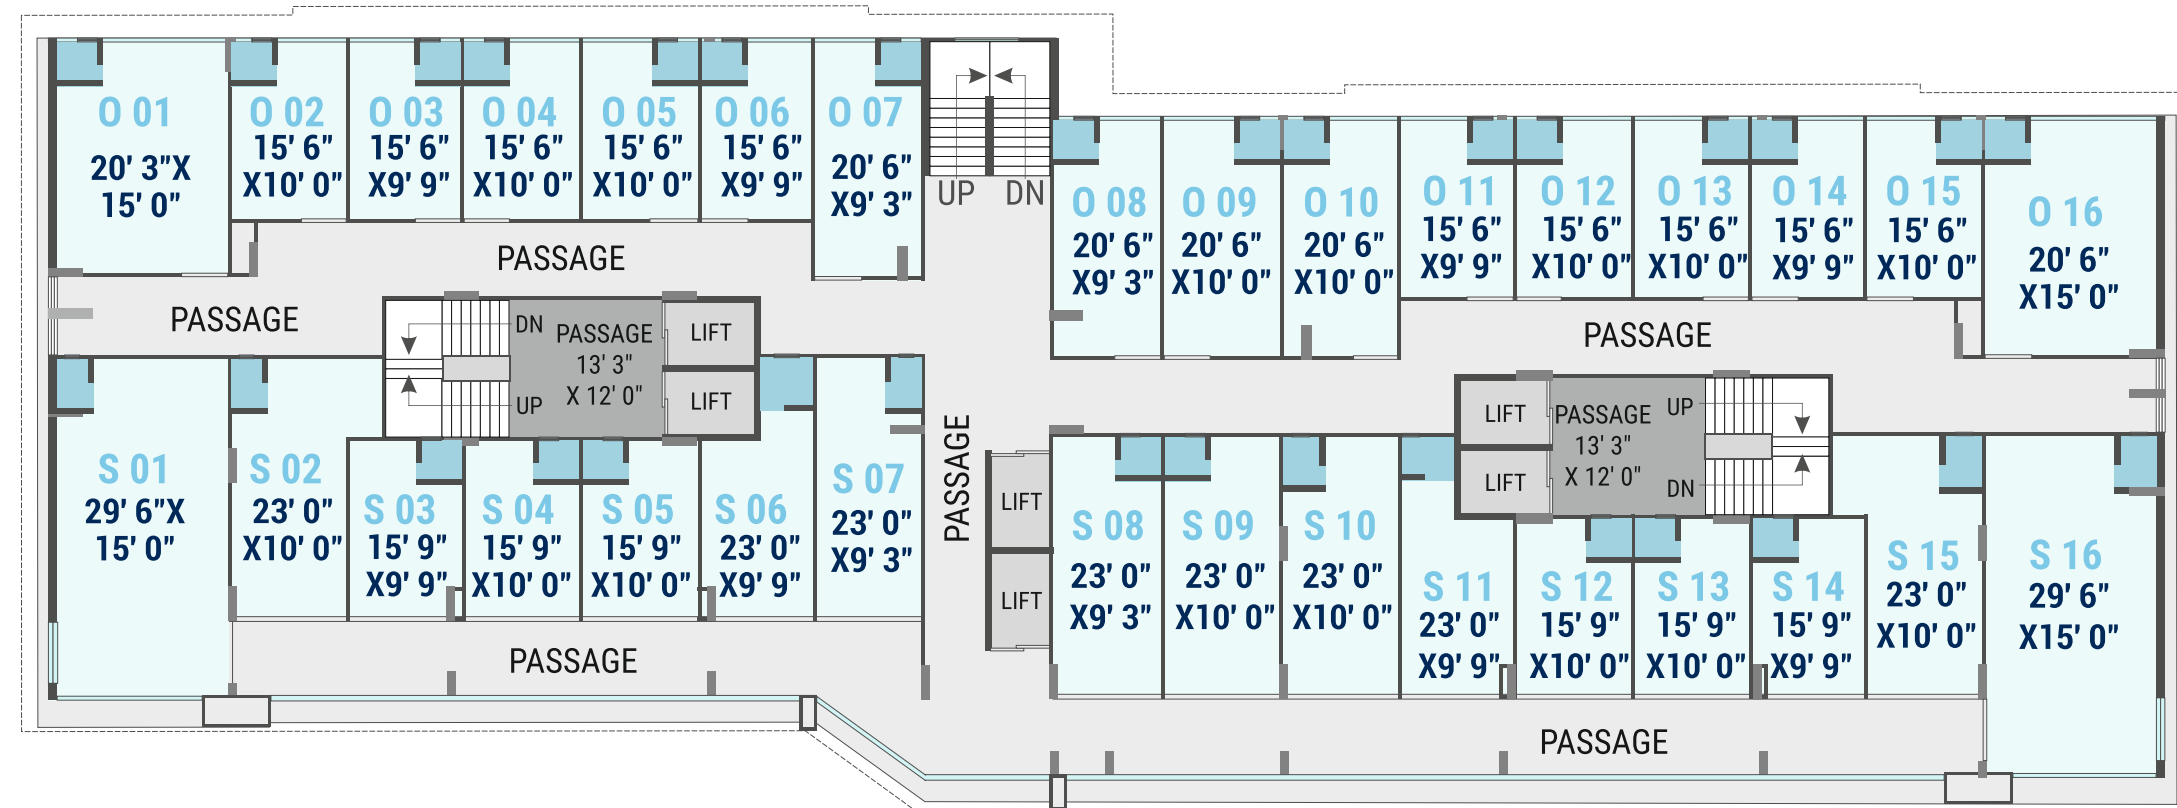 O 01
20' 3"X
15' 0"
O 02
15' 6"
X10' 0"
O 03
15' 6"
X9' 9"
O 04
15' 6"
X10' 0"
O 05
15' 6"
X10' 0"
O 06
15' 6"
X9' 9"
O 07
20' 6"
X9' 3"
UP
DN
O 08
20' 6"
X9' 3"
O 09
20' 6"
X10' 0"
O 10
20' 6"
X10' 0"
O 11
15' 6"
X9' 9"
O 12
15' 6"
X10' 0"
O 13
15' 6"
X10' 0"
O 14
15' 6"
X9' 9"
O 15
15' 6"
X10' 0"
O 16
20' 6"
X15' 0"
PASSAGE
PASSAGE
DN
UP
PASSAGE
13' 3"
X 12' 0"
LIFT
LIFT
PASSAGE
LIFT
LIFT
PASSAGE
13' 3"
X 12' 0"
UP
DN
S 01
29' 6"X
15' 0"
S 02
23' 0"
X10' 0"
S 03
15' 9"
X9' 9"
S 04
15' 9"
X10' 0"
S 05
15' 9"
X10' 0"
S 06
23' 0"
X9' 9"
S 07
23' 0"
X9' 3"
PASSAGE
LIFT
LIFT
S 08
23' 0"
X9' 3"
S 09
23' 0"
X10' 0"
S 10
23' 0"
X10' 0"
S 11
23' 0"
X9' 9"
S 12
15' 9"
X10' 0"
S 13
15' 9"
X10' 0"
S 14
15' 9"
X9' 9"
S 15
23' 0"
X10' 0"
S 16
29' 6"
X15' 0"
PASSAGE
PASSAGE